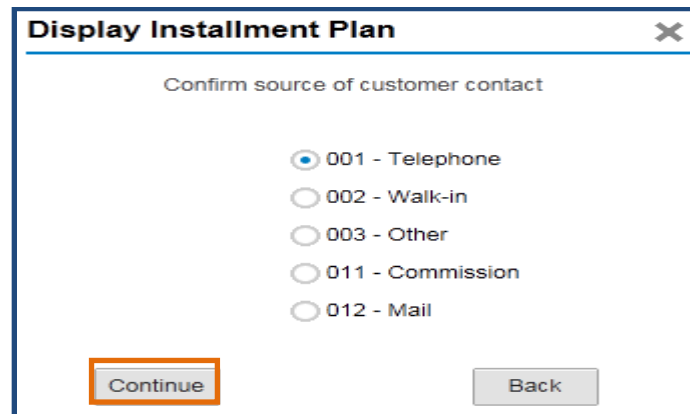 Display Installment Plan
Confirm source of customer contact
001 - Telephone
002 - Walk-in
003 - Other
011 - Commission
012 - Mail
Continue Back